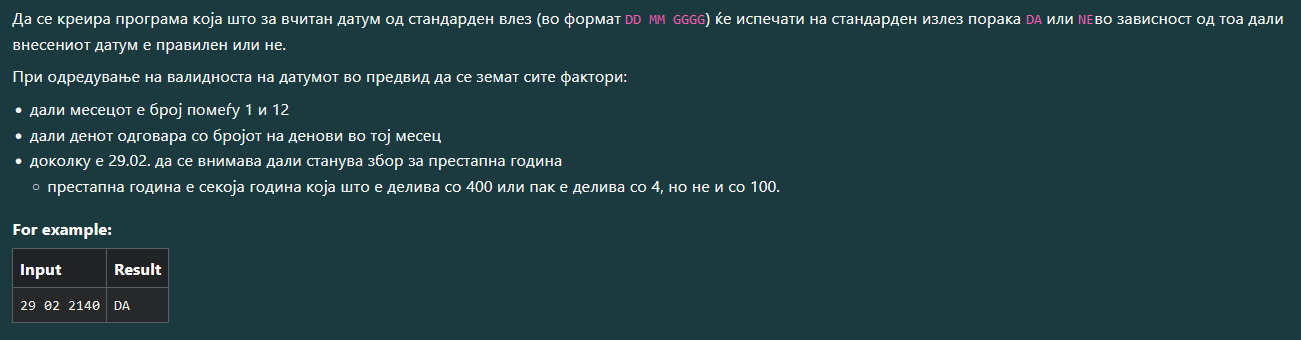 Да се креира програма која што за вчитан датум од стандарден влез (во формат DD MM GGGG) ќе испечати на стандарден излез порака DA или NEво зависност од тоа дали
внесениот датум е правилен или не.
При одредување на валидноста на датумот во предвид да се земат сите фактори:
• дали месецот е број помеѓу 1 и 12
• дали денот одговара со бројот на денови во тој месец
• доколку е 29.02. да се внимава дали станува збор за престапна година
◦ престапна година е секоја година која што е делива со 400 или пак е делива со 4, но не и со 100.
For example:
Input Result
29 02 2140 DA